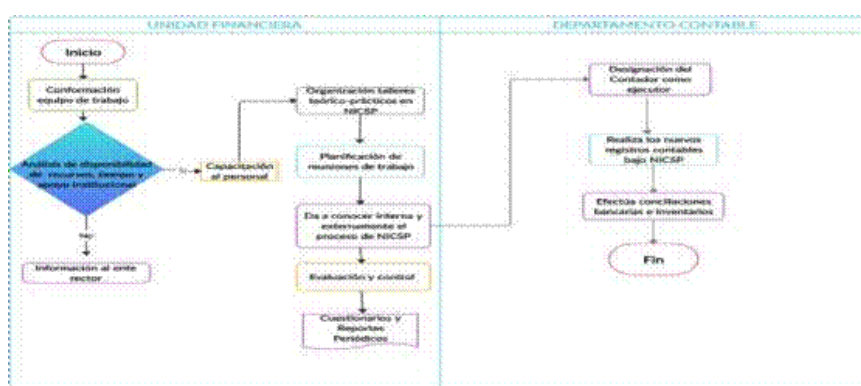 UNIDAD FINANCIERA
DEPARTAMENTO CONTABLE
Inicio
Conformación
equipo de trabajo
Análisis de disponibilidad
de recursos, tiempo y
apoyo institucional
Si
Capacitación
al personal
No
Información al ente
rector
Organización talleres
teórico-prácticos en
NICSP
Planificación de
reuniones de trabajo
Da a conocer interna y
externamente el
proceso de NICSP
Evaluación y control
Cuestionarios y
Reportes
Periódicos
Designación del
Contador como
ejecutor
Realiza los nuevos
registros contables
bajo NICSP
Efectúa conciliaciones
bancarias e inventarios
Fin